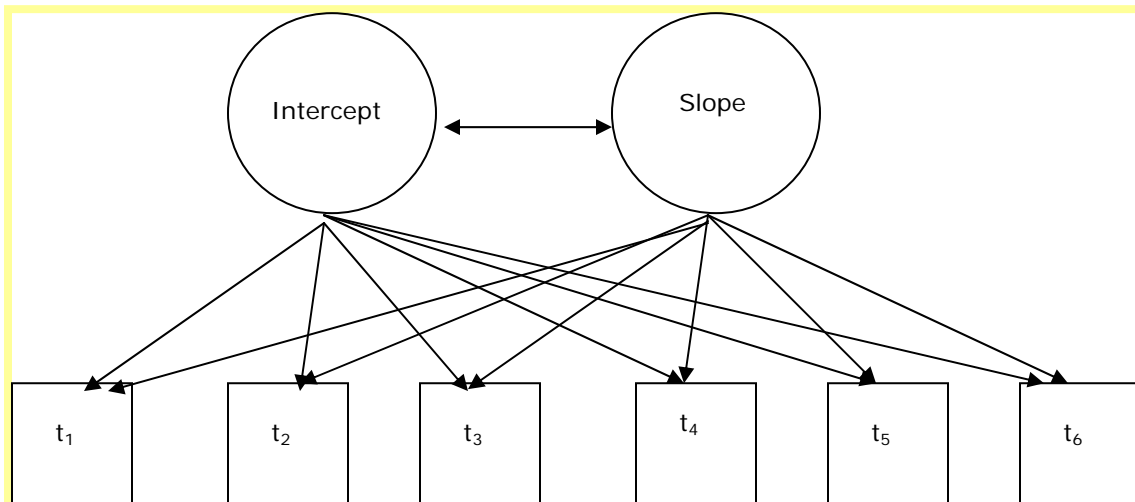 Intercept
Slope
t₁
t₂
t₃
t₄
t₅
t₆